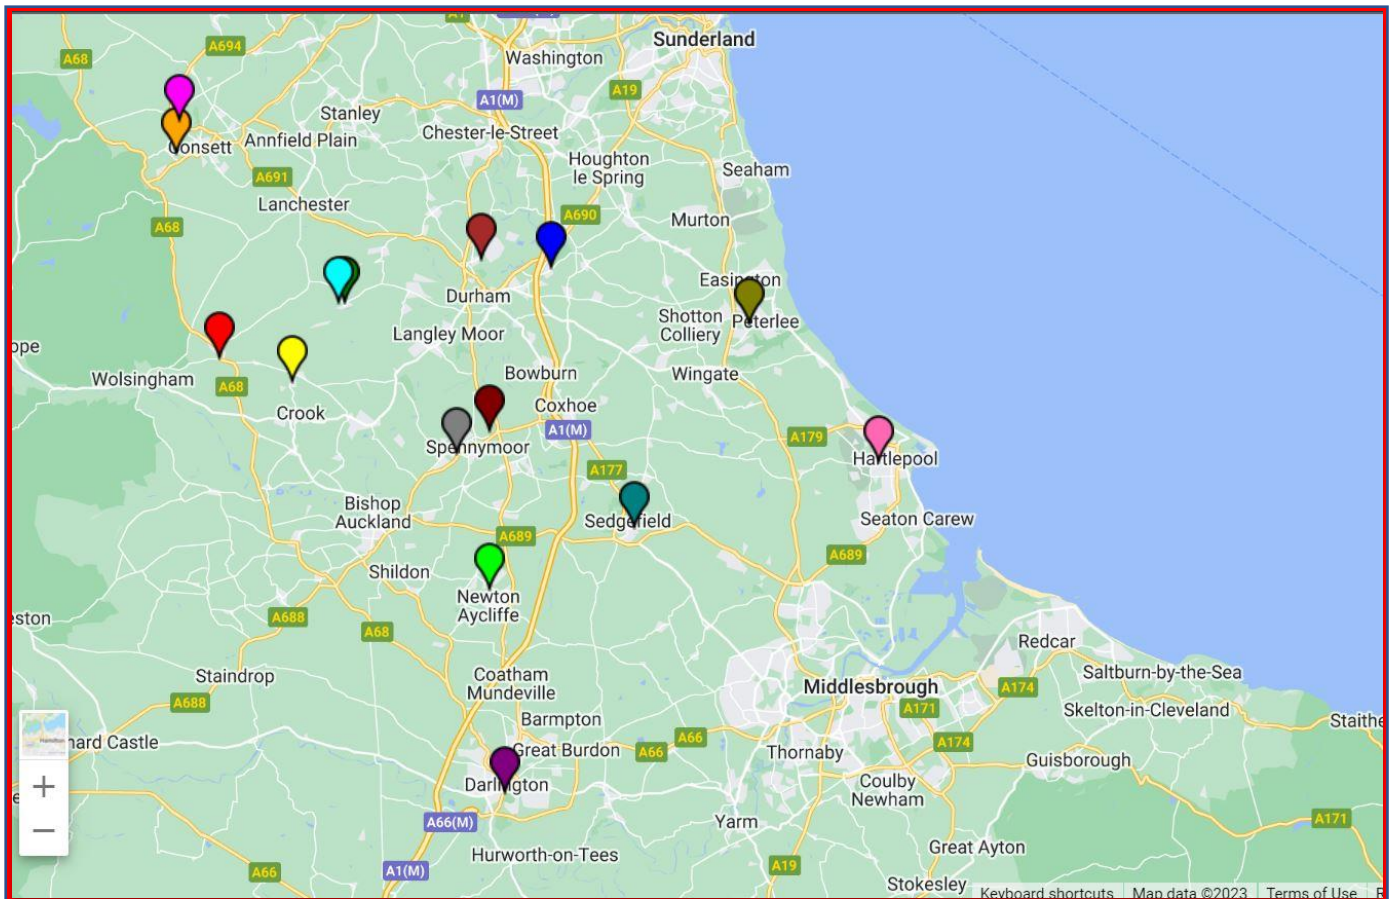 A1
A1(M)
Sunderland
A694
A68
Washington
A19
A1(M)
Stanley
Chester-le-Street
Annfield Plain
Consett
Houghton
le Spring
Seaham
A691
Lanchester
A690
Murton
A68
Easington
Durham
Shotton
Colliery
Peterlee
Langley Moor
ope
Bowburn
Wingate
Wolsingham
A68
Coxhoe
Crook
A1(M)
A179
Spennymoor
Hartlepool
A177
Bishop
Auckland
Sedgefield
Seaton Carew
A689
A689
Shildon
Newton
Aycliffe
eston
A688
A68
Redcar
Staindrop
Coatham
Mundeville
Saltburn-by-the-Sea
Middlesbrough
A174
A688
A171
Skelton-in-Cleveland
Barmpton
Staithe
Hamilton
nard Castle
Great Burdon
A66
A66
Thornaby
A174
Guisborough
Darlington
Coulby
Newham
+
A66(M)
Yarm
A171
−
Hurworth-on-Tees
Great Ayton
A66
A1(M)
A19
Stokesley
Keyboard shortcuts
Map data ©2023
Terms of Use
R